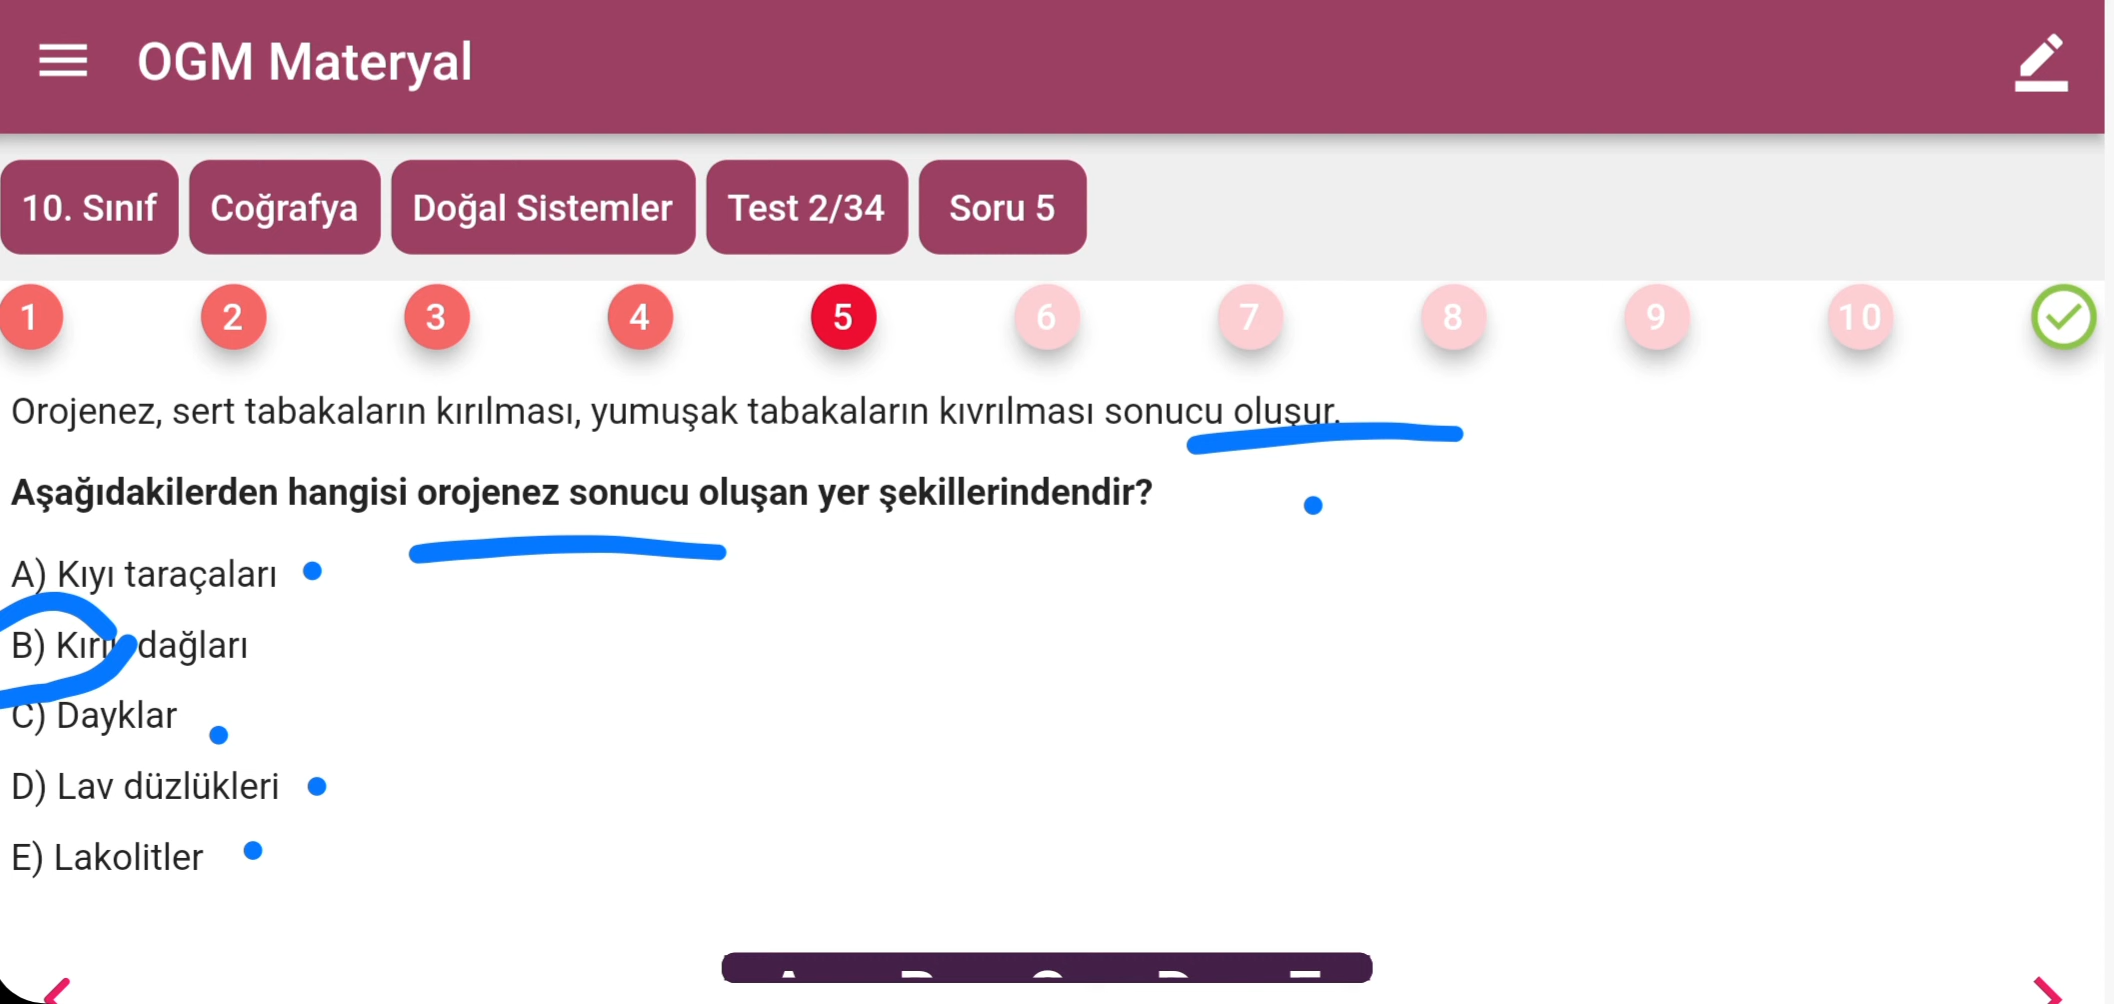 OGM Materyal
10. Sınıf Coğrafya Doğal Sistemler Test 2/34 Soru 5
1 2 3 4 5 6 7 8 9 10
Orojenez, sert tabakaların kırılması, yumuşak tabakaların kıvrılması sonucu oluşur.
Aşağıdakilerden hangisi orojenez sonucu oluşan yer şekillerindendir?
A) Kıyı taraçaları
B) Kırık dağları
C) Dayklar
D) Lav düzlükleri
E) Lakolitler